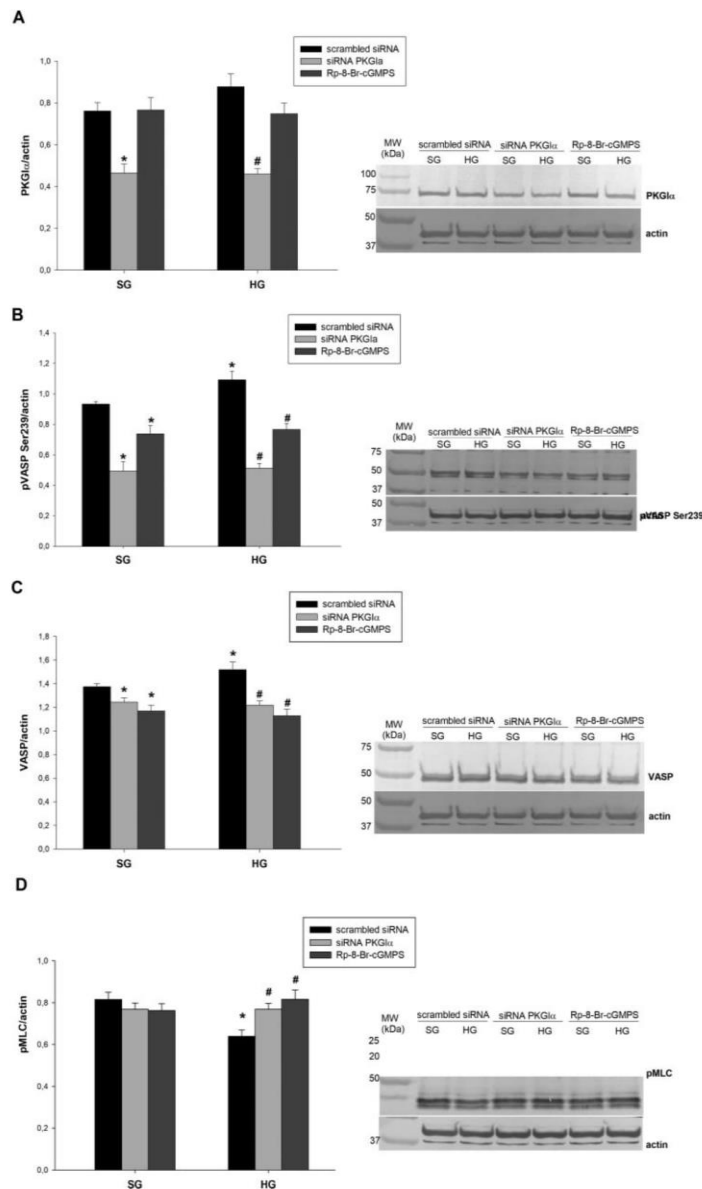 A
scrambled siRNA
siRNA PKGIa
Rp-8-Br-cGMPS
1,0
0,8
0,6
0,4
0,2
0,0
PKGIα/actin
*
#
SG HG
MW (kDa)
scrambled siRNA siRNA PKGIα Rp-8-Br-cGMPS
SG HG SG HG SG HG
100
75
PKGIα
50
actin
37
B
scrambled siRNA
siRNA PKGIa
Rp-8-Br-cGMPS
1,4
1,2
1,0
0,8
0,6
0,4
0,2
0,0
pVASP Ser239/actin
* * * # #
SG HG
MW (kDa)
scrambled siRNA siRNA PKGIα Rp-8-Br-cGMPS
SG HG SG HG SG HG
75
50
37
50
pVASP Ser239
37
C
scrambled siRNA
siRNA PKGIα
Rp-8-Br-cGMPS
1,8
1,6
1,4
1,2
1,0
0,8
0,6
0,4
0,2
0,0
VASP/actin
* * * # #
SG HG
MW (kDa)
scrambled siRNA siRNA PKGIα Rp-8-Br-cGMPS
SG HG SG HG SG HG
75
50
VASP
50
actin
37
D
scrambled siRNA
siRNA PKGIα
Rp-8-Br-cGMPS
1,0
0,8
0,6
0,4
0,2
0,0
pMLC/actin
* # #
SG HG
MW (kDa)
scrambled siRNA siRNA PKGIα Rp-8-Br-cGMPS
SG HG SG HG SG HG
25
20
pMLC
50
37
actin